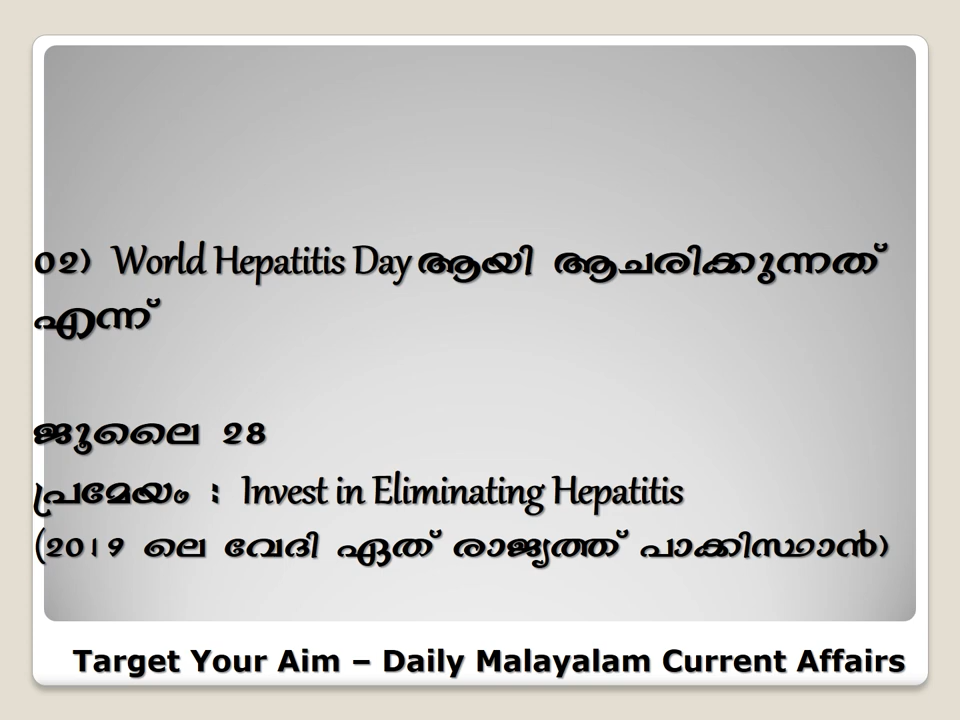 02) World Hepatitis Day ആയി ആചരിക്കുന്നത്
എന്ന്
ജൂലൈ 28
പ്രമേയം : Invest in Eliminating Hepatitis
(2019 ലെ വേദി ഏത് രാജ്യത്ത് പാക്കിസ്ഥാൻ)
Target Your Aim – Daily Malayalam Current Affairs